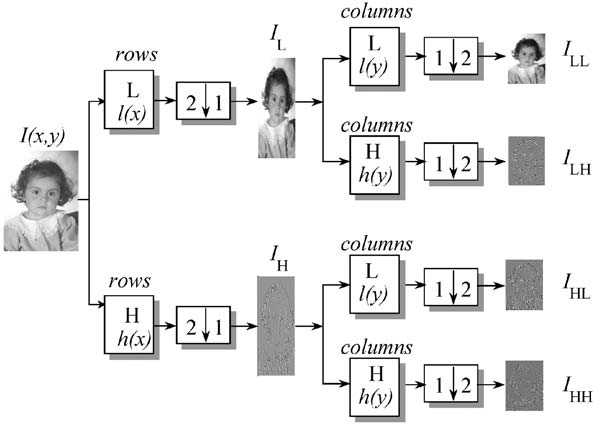 I(x,y)
rows
L
l(x)
2↓1
I_L
columns
L
l(y)
1↓2
I_LL
columns
H
h(y)
1↓2
I_LH
rows
H
h(x)
2↓1
I_H
columns
L
l(y)
1↓2
I_HL
columns
H
h(y)
1↓2
I_HH